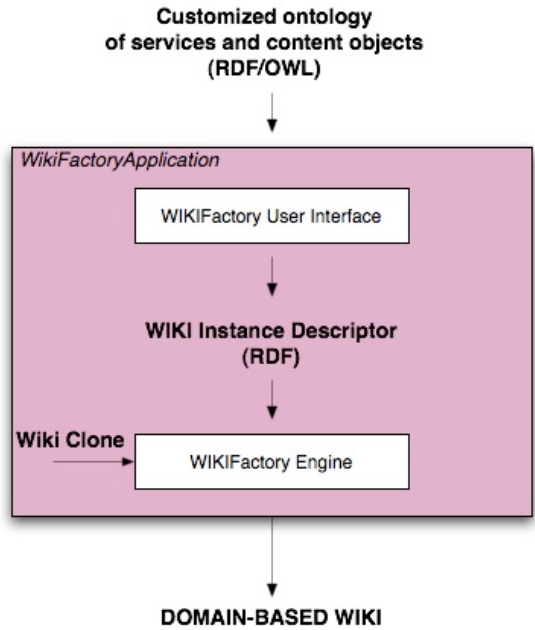 Customized ontology
of services and content objects
(RDF/OWL)
WikiFactoryApplication
WIKIFactory User Interface
WIKI Instance Descriptor
(RDF)
Wiki Clone
WIKIFactory Engine
DOMAIN-BASED WIKI